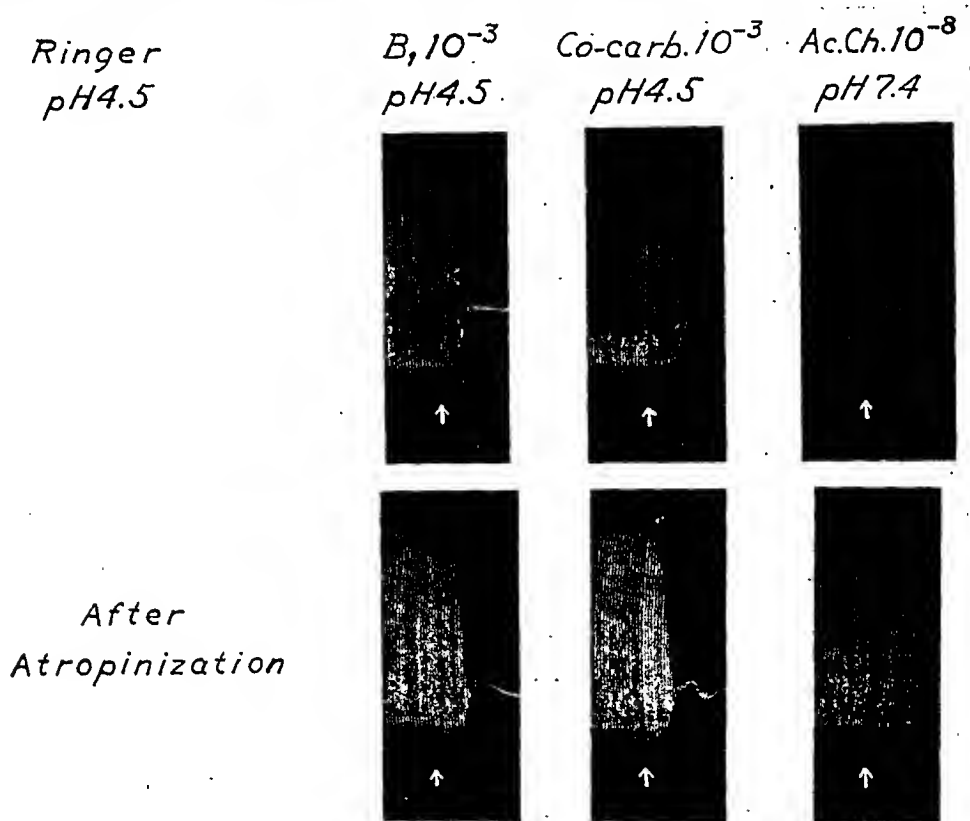 Ringer
pH4.5
B,10⁻³
pH4.5.
Co-carb.10⁻³
pH4.5
Ac.Ch.10⁻⁸
pH7.4
After
Atropinization